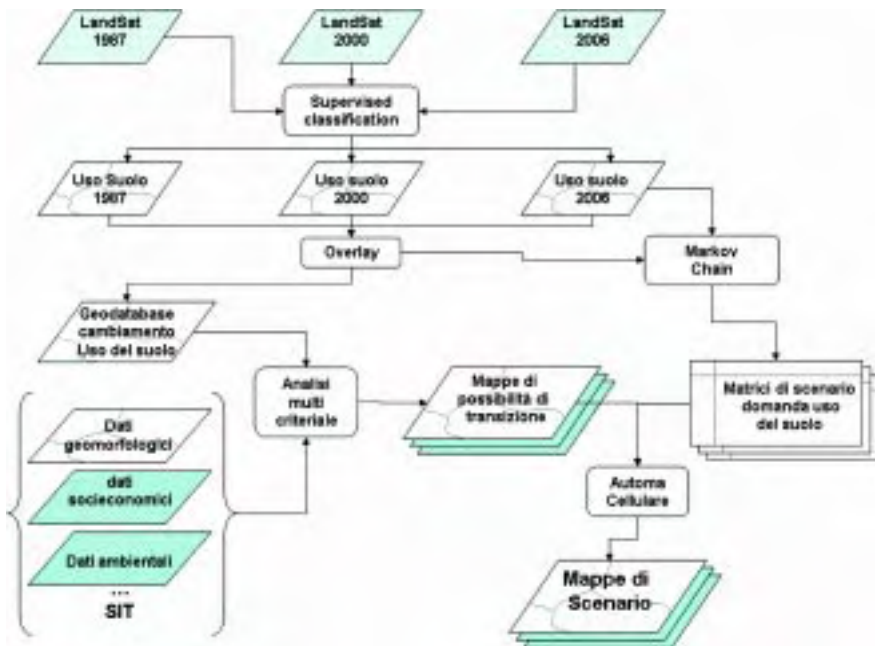 LandSat
1987
LandSat
2000
LandSat
2006
Supervised
classification
Uso Suolo
1987
Uso suolo
2000
Uso suolo
2006
Overlay
Markov
Chain
Geodatabase
cambiamento
Uso del suolo
Analisi
multi
criteriale
Mappe di
possibilità di
transizione
Matrici di scenario
domanda uso
del suolo
Dati
geomorfologici
dati
socieconomici
Dati ambientali
...
SIT
Automa
Cellulare
Mappe di
Scenario